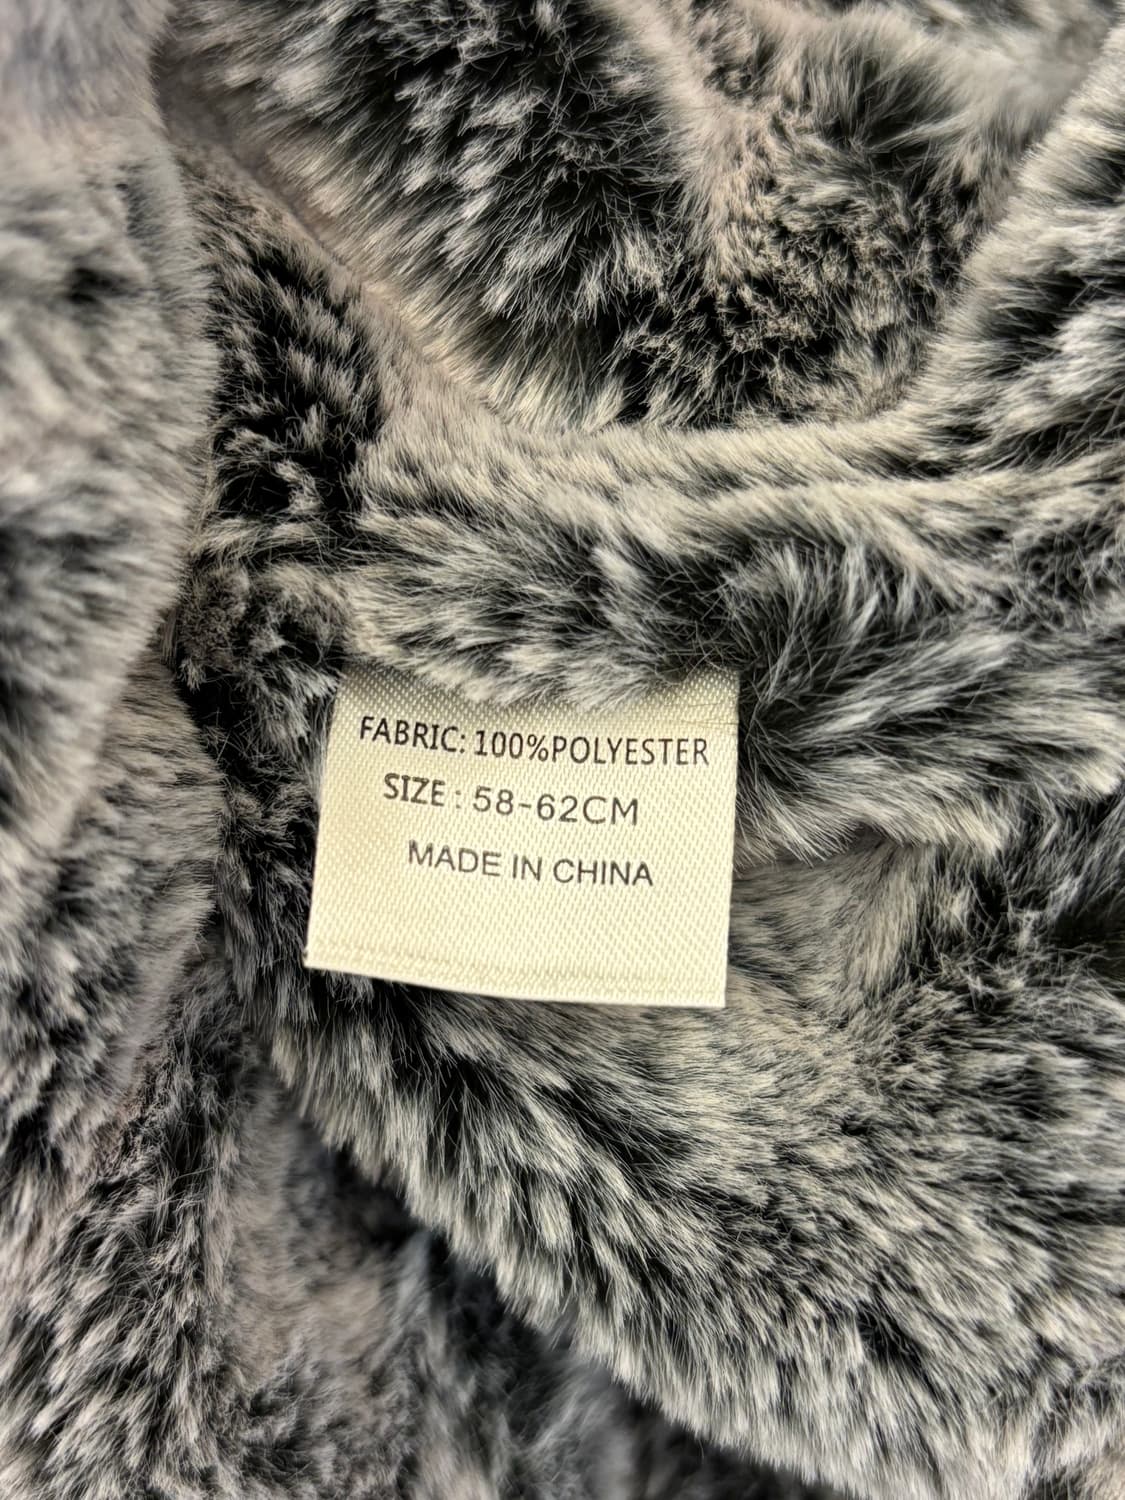 FABRIC: 100%POLYESTER
SIZE : 58-62CM
MADE IN CHINA